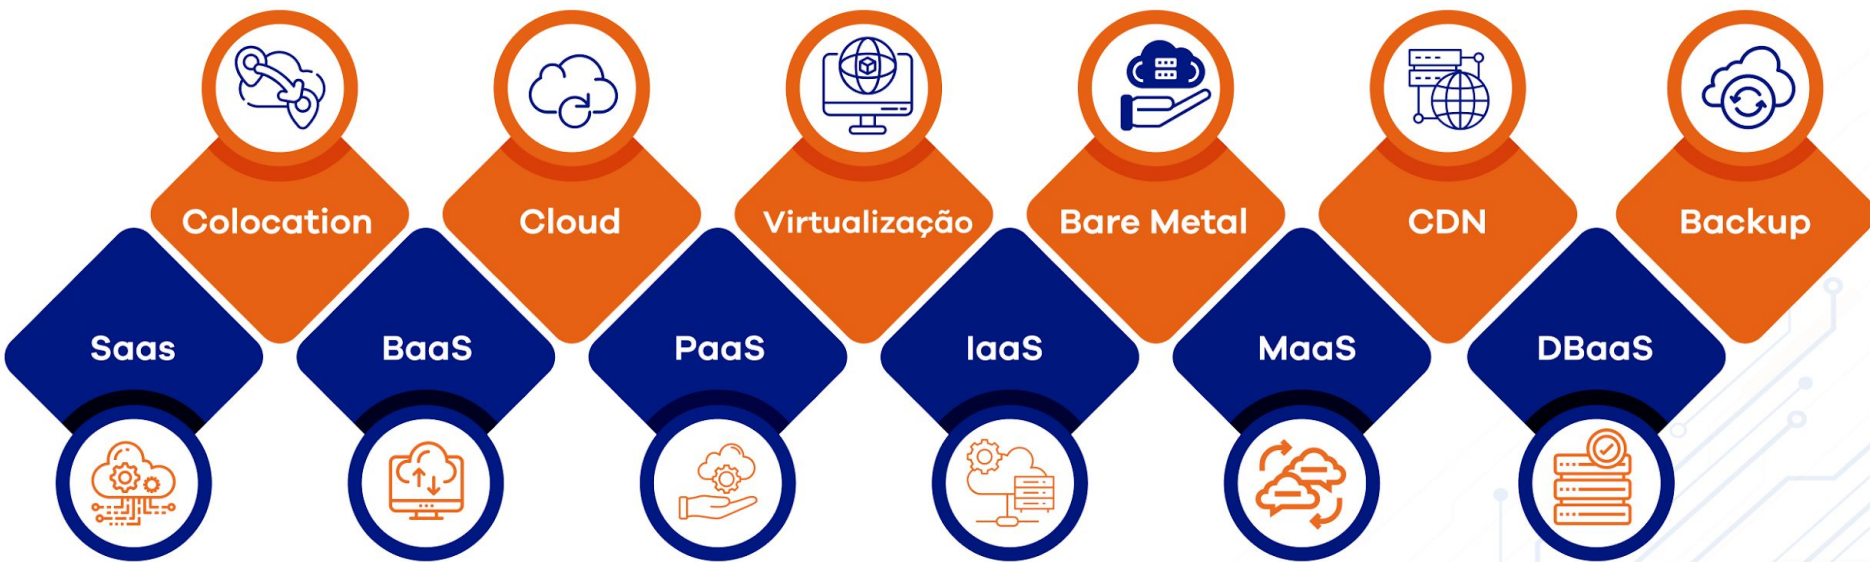 Colocation
Cloud
Virtualização
Bare Metal
CDN
Backup
Saas
BaaS
PaaS
IaaS
MaaS
DBaaS